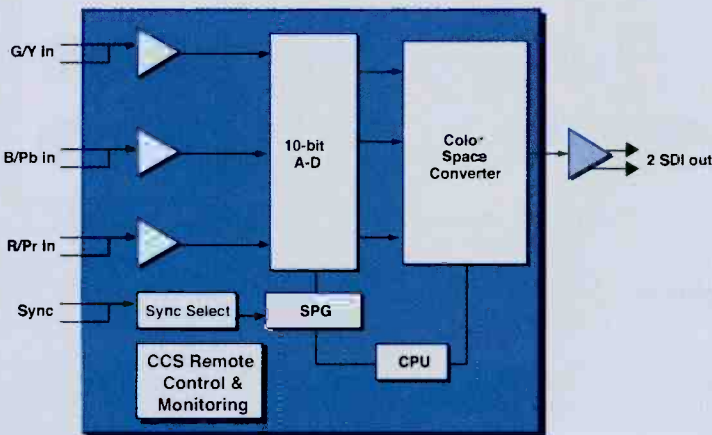 G/Y in
B/Pb in
R/Pr in
Sync
10-bit
A-D
Colo
Space
Converter
2 SDI out
Sync Select
SPG
CPU
CCS Remote
Control &
Monitoring